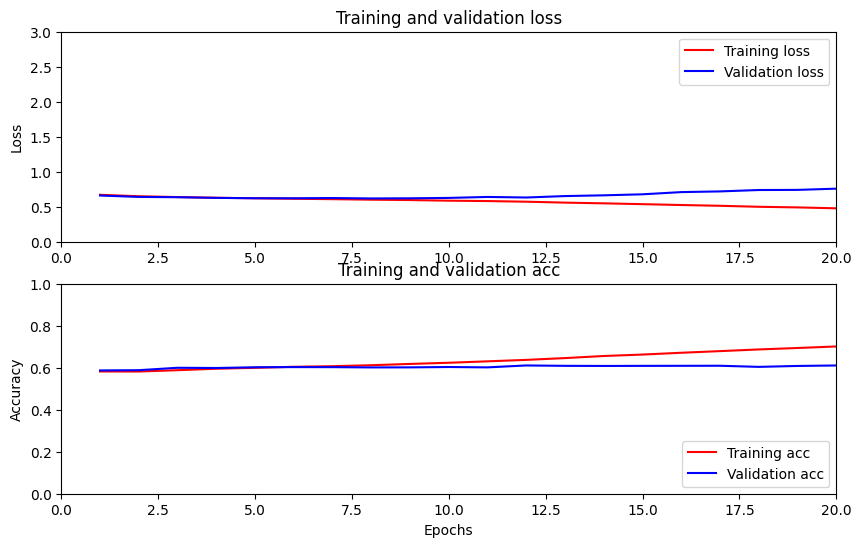 Training and validation loss
3.0
2.5
2.0
1.5
1.0
0.5
0.0
Loss
Training loss
Validation loss
0.0 2.5 5.0 7.5 10.0 12.5 15.0 17.5 20.0
Training and validation acc
1.0
0.8
0.6
0.4
0.2
0.0
Accuracy
Training acc
Validation acc
0.0 2.5 5.0 7.5 10.0 12.5 15.0 17.5 20.0
Epochs